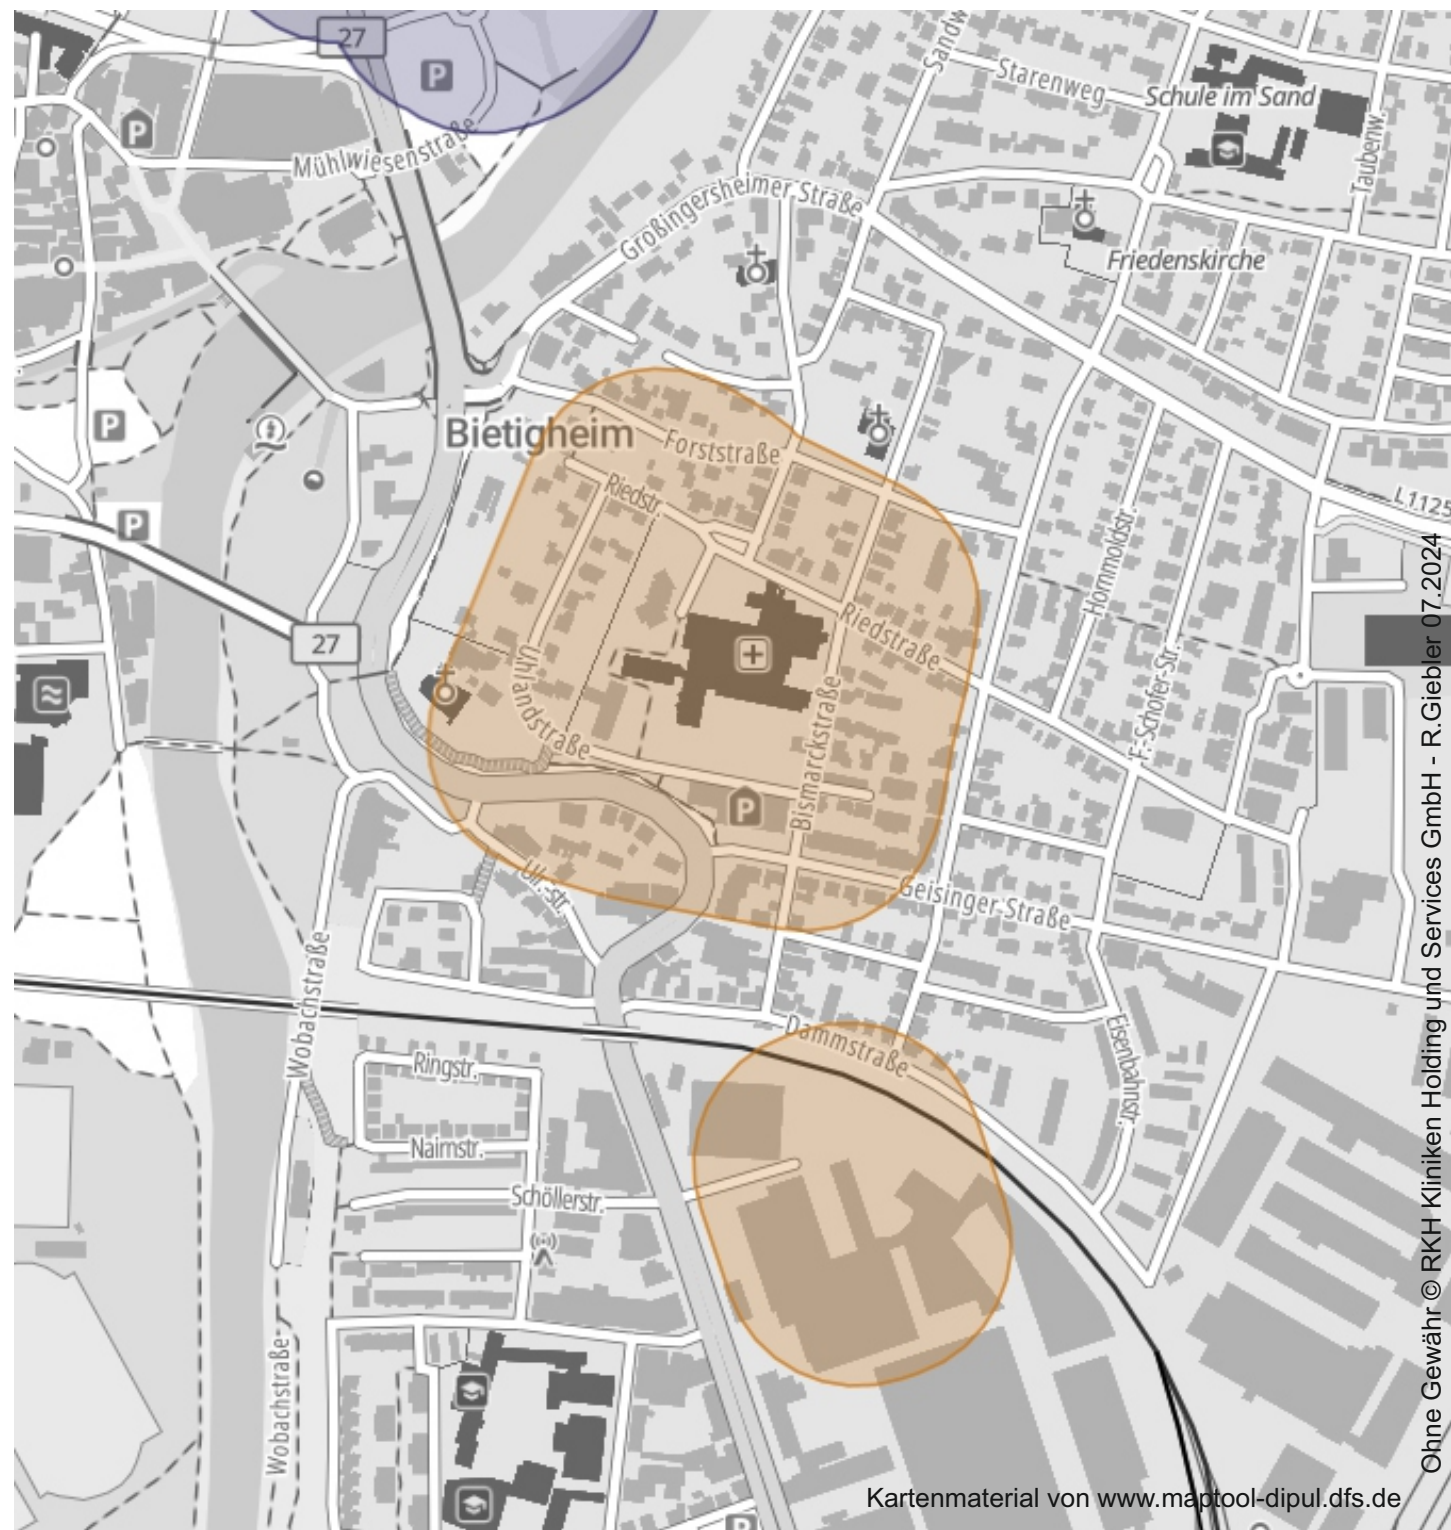 27
P
Starenweg
Sandw
Schule im Sand
P
Mühlwiesenstraße
Taubenw.
Großingersheimer Straße
Friedenskirche
P
Bietigheim
Forststraße
Riedstr.
L1125
P
Hommoldstr.
27
Riedstraße
Uhlandstraße
F.-Schofer-Str.
Bismarckstraße
P
Ulr.-str.
Geisinger Straße
Wobachstraße
Dammstraße
Eisenbahnstr.
Ringstr.
Nairnstr.
Schöllerstr.
Wobachstraße
P
Kartenmaterial von www.maptool-dipul.dfs.de
Ohne Gewähr © RKH Kliniken Holding und Services GmbH - R.Giebler 07.2024